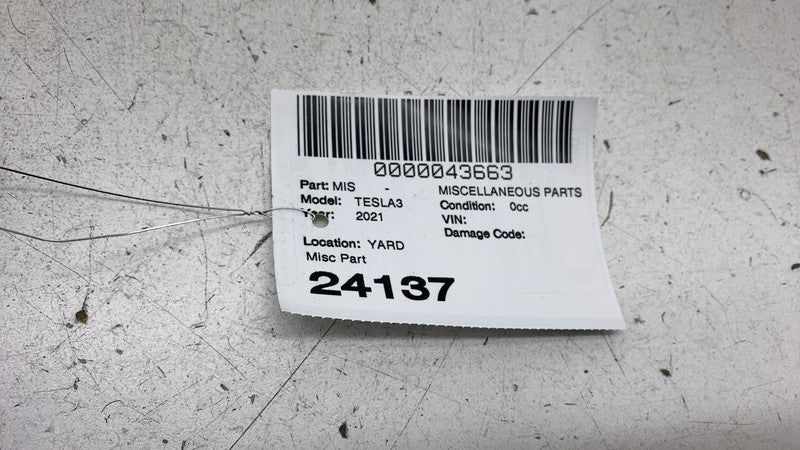 0000043663
Part: MIS - MISCELLANEOUS PARTS
Model: TESLA3 Condition: 0cc
Year: 2021 VIN:
Damage Code:
Location: YARD
Misc Part
24137